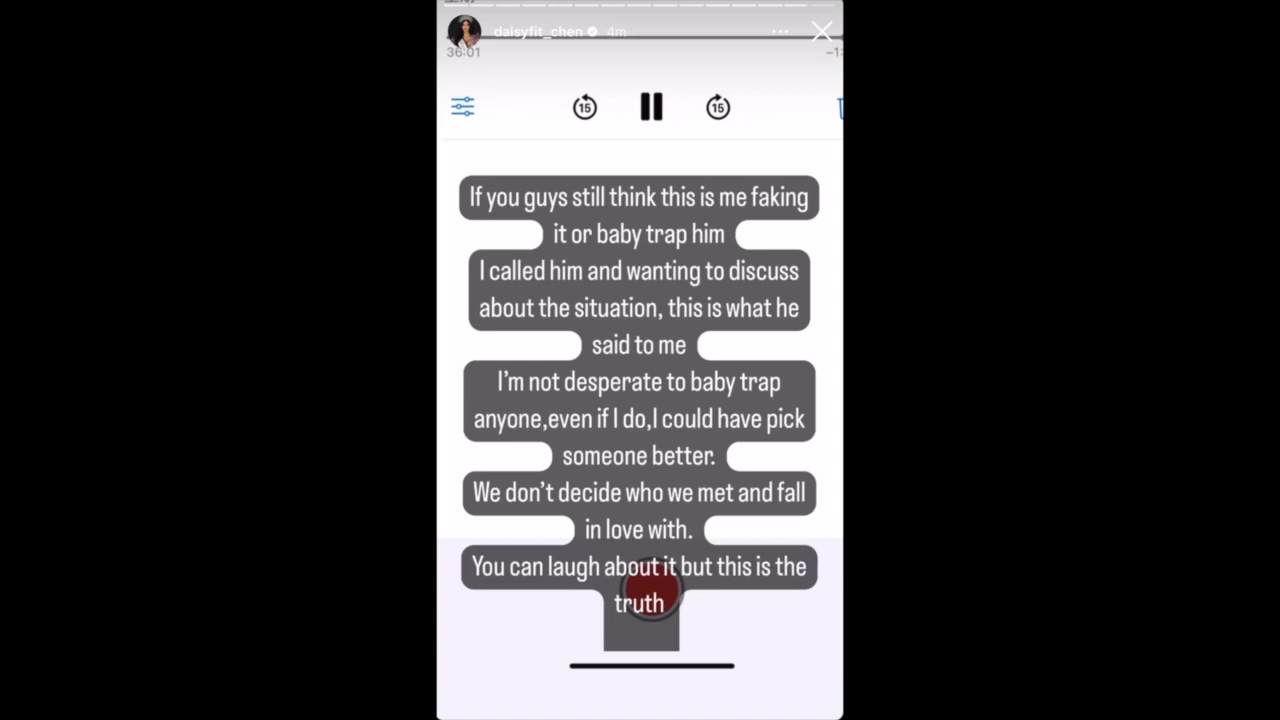 daisyfit_chen 4m
36:01
15 15
If you guys still think this is me faking
it or baby trap him
I called him and wanting to discuss
about the situation, this is what he
said to me
I'm not desperate to baby trap
anyone,even if I do,I could have pick
someone better.
We don't decide who we met and fall
in love with.
You can laugh about it but this is the
truth